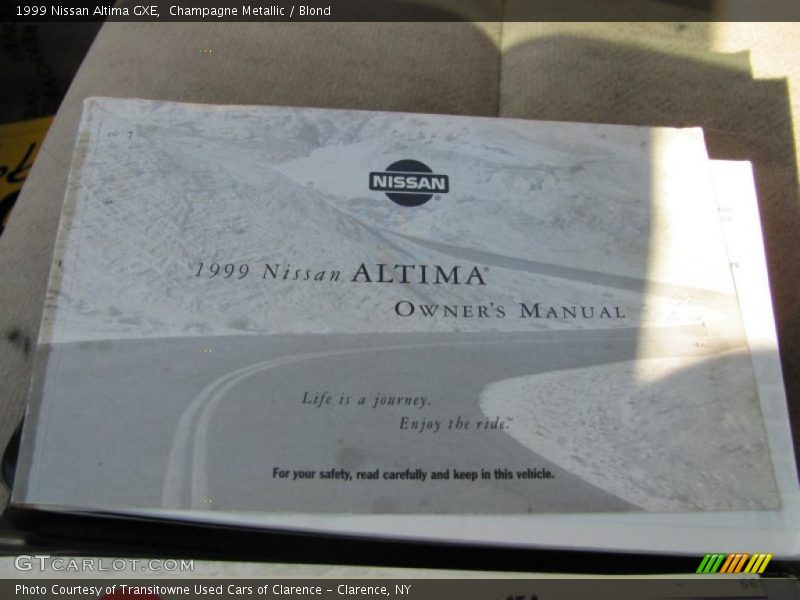 1999 Nissan Altima GXE,  Champagne Metallic / Blond
NISSAN
®
1999 Nissan ALTIMA®
OWNER'S MANUAL
Life is a journey.
Enjoy the ride.™
For your safety, read carefully and keep in this vehicle.
GTCARLOT.COM
Photo Courtesy of Transitowne Used Cars of Clarence – Clarence, NY